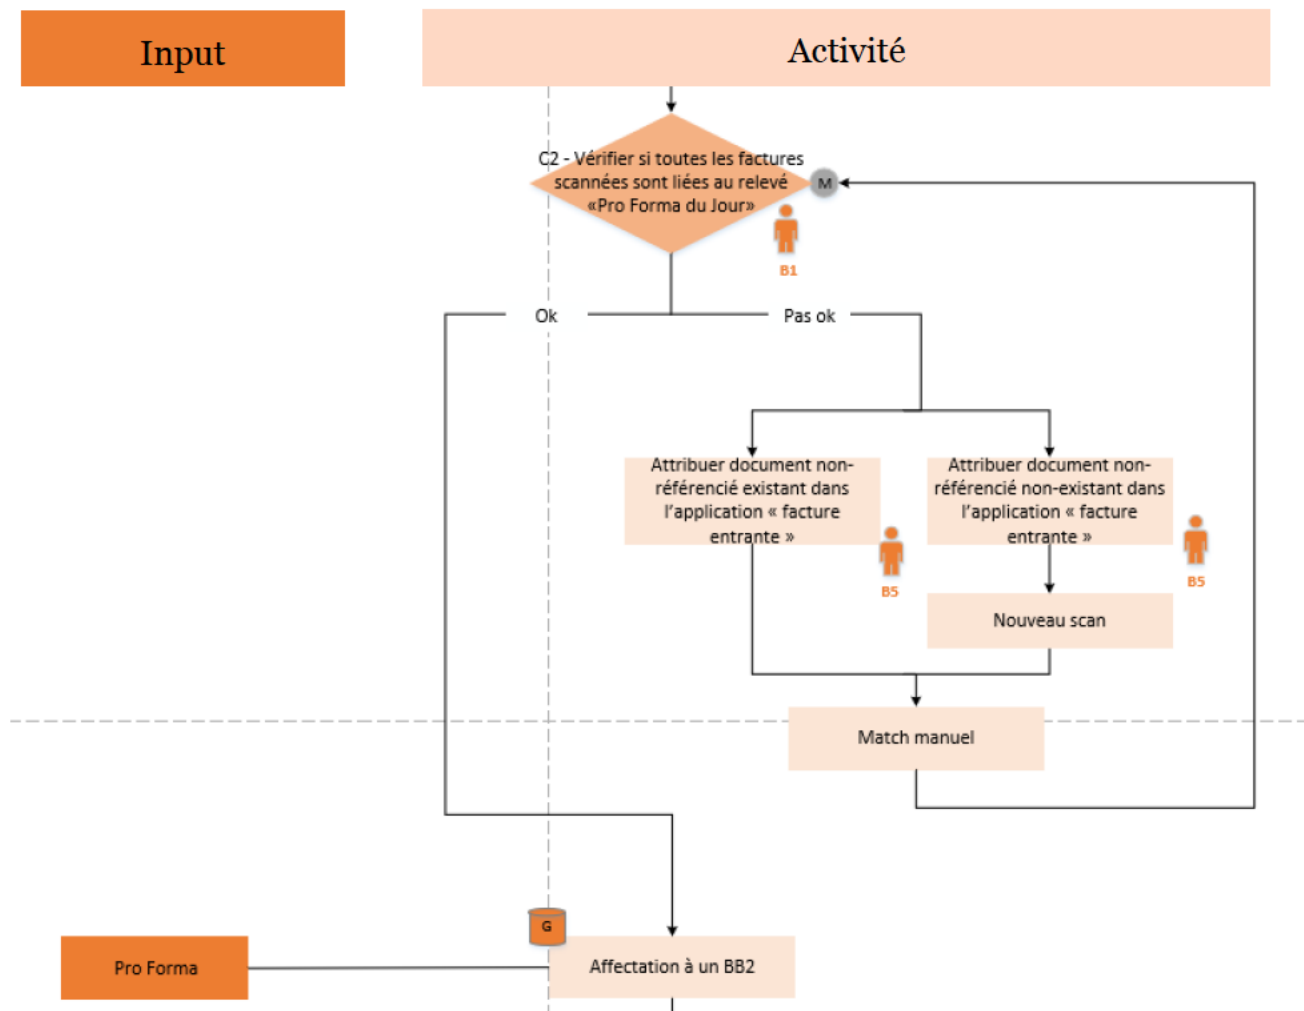 Input
Activité
C2 - Vérifier si toutes les factures
scannées sont liées au relevé
«Pro Forma du Jour»
M
B1
Ok
Pas ok
Attribuer document non-
référencié existant dans
l'application « facture
entrante »
B5
Attribuer document non-
référencié non-existant dans
l'application « facture
entrante »
B5
Nouveau scan
Match manuel
G
Pro Forma
Affectation à un BB2